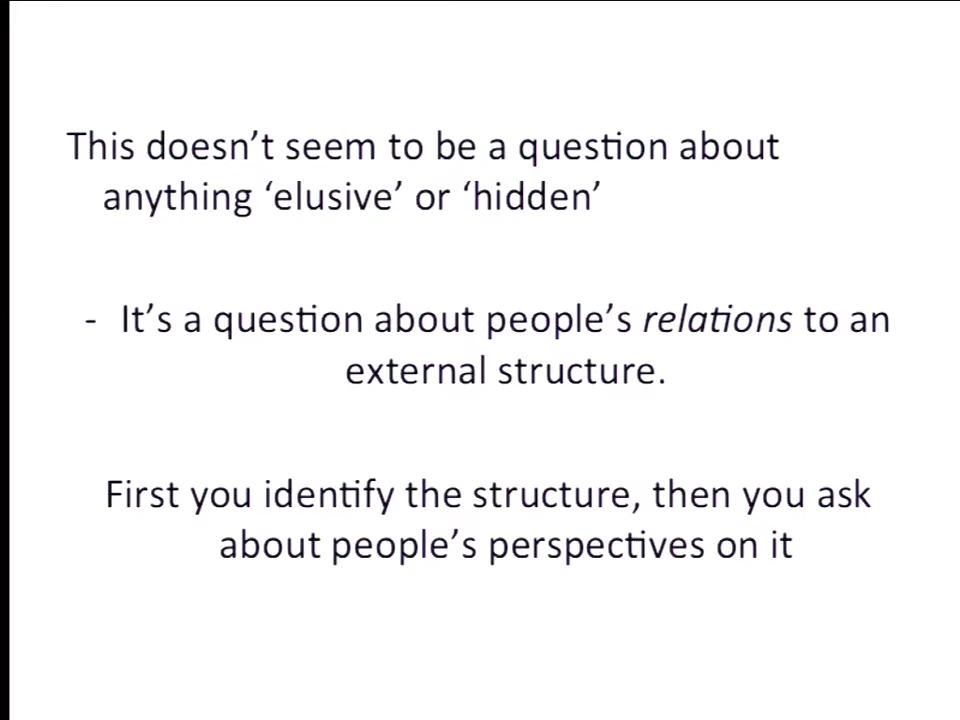 This doesn’t seem to be a question about
anything ‘elusive’ or ‘hidden’
- It’s a question about people’s relations to an
external structure.
First you identify the structure, then you ask
about people’s perspectives on it